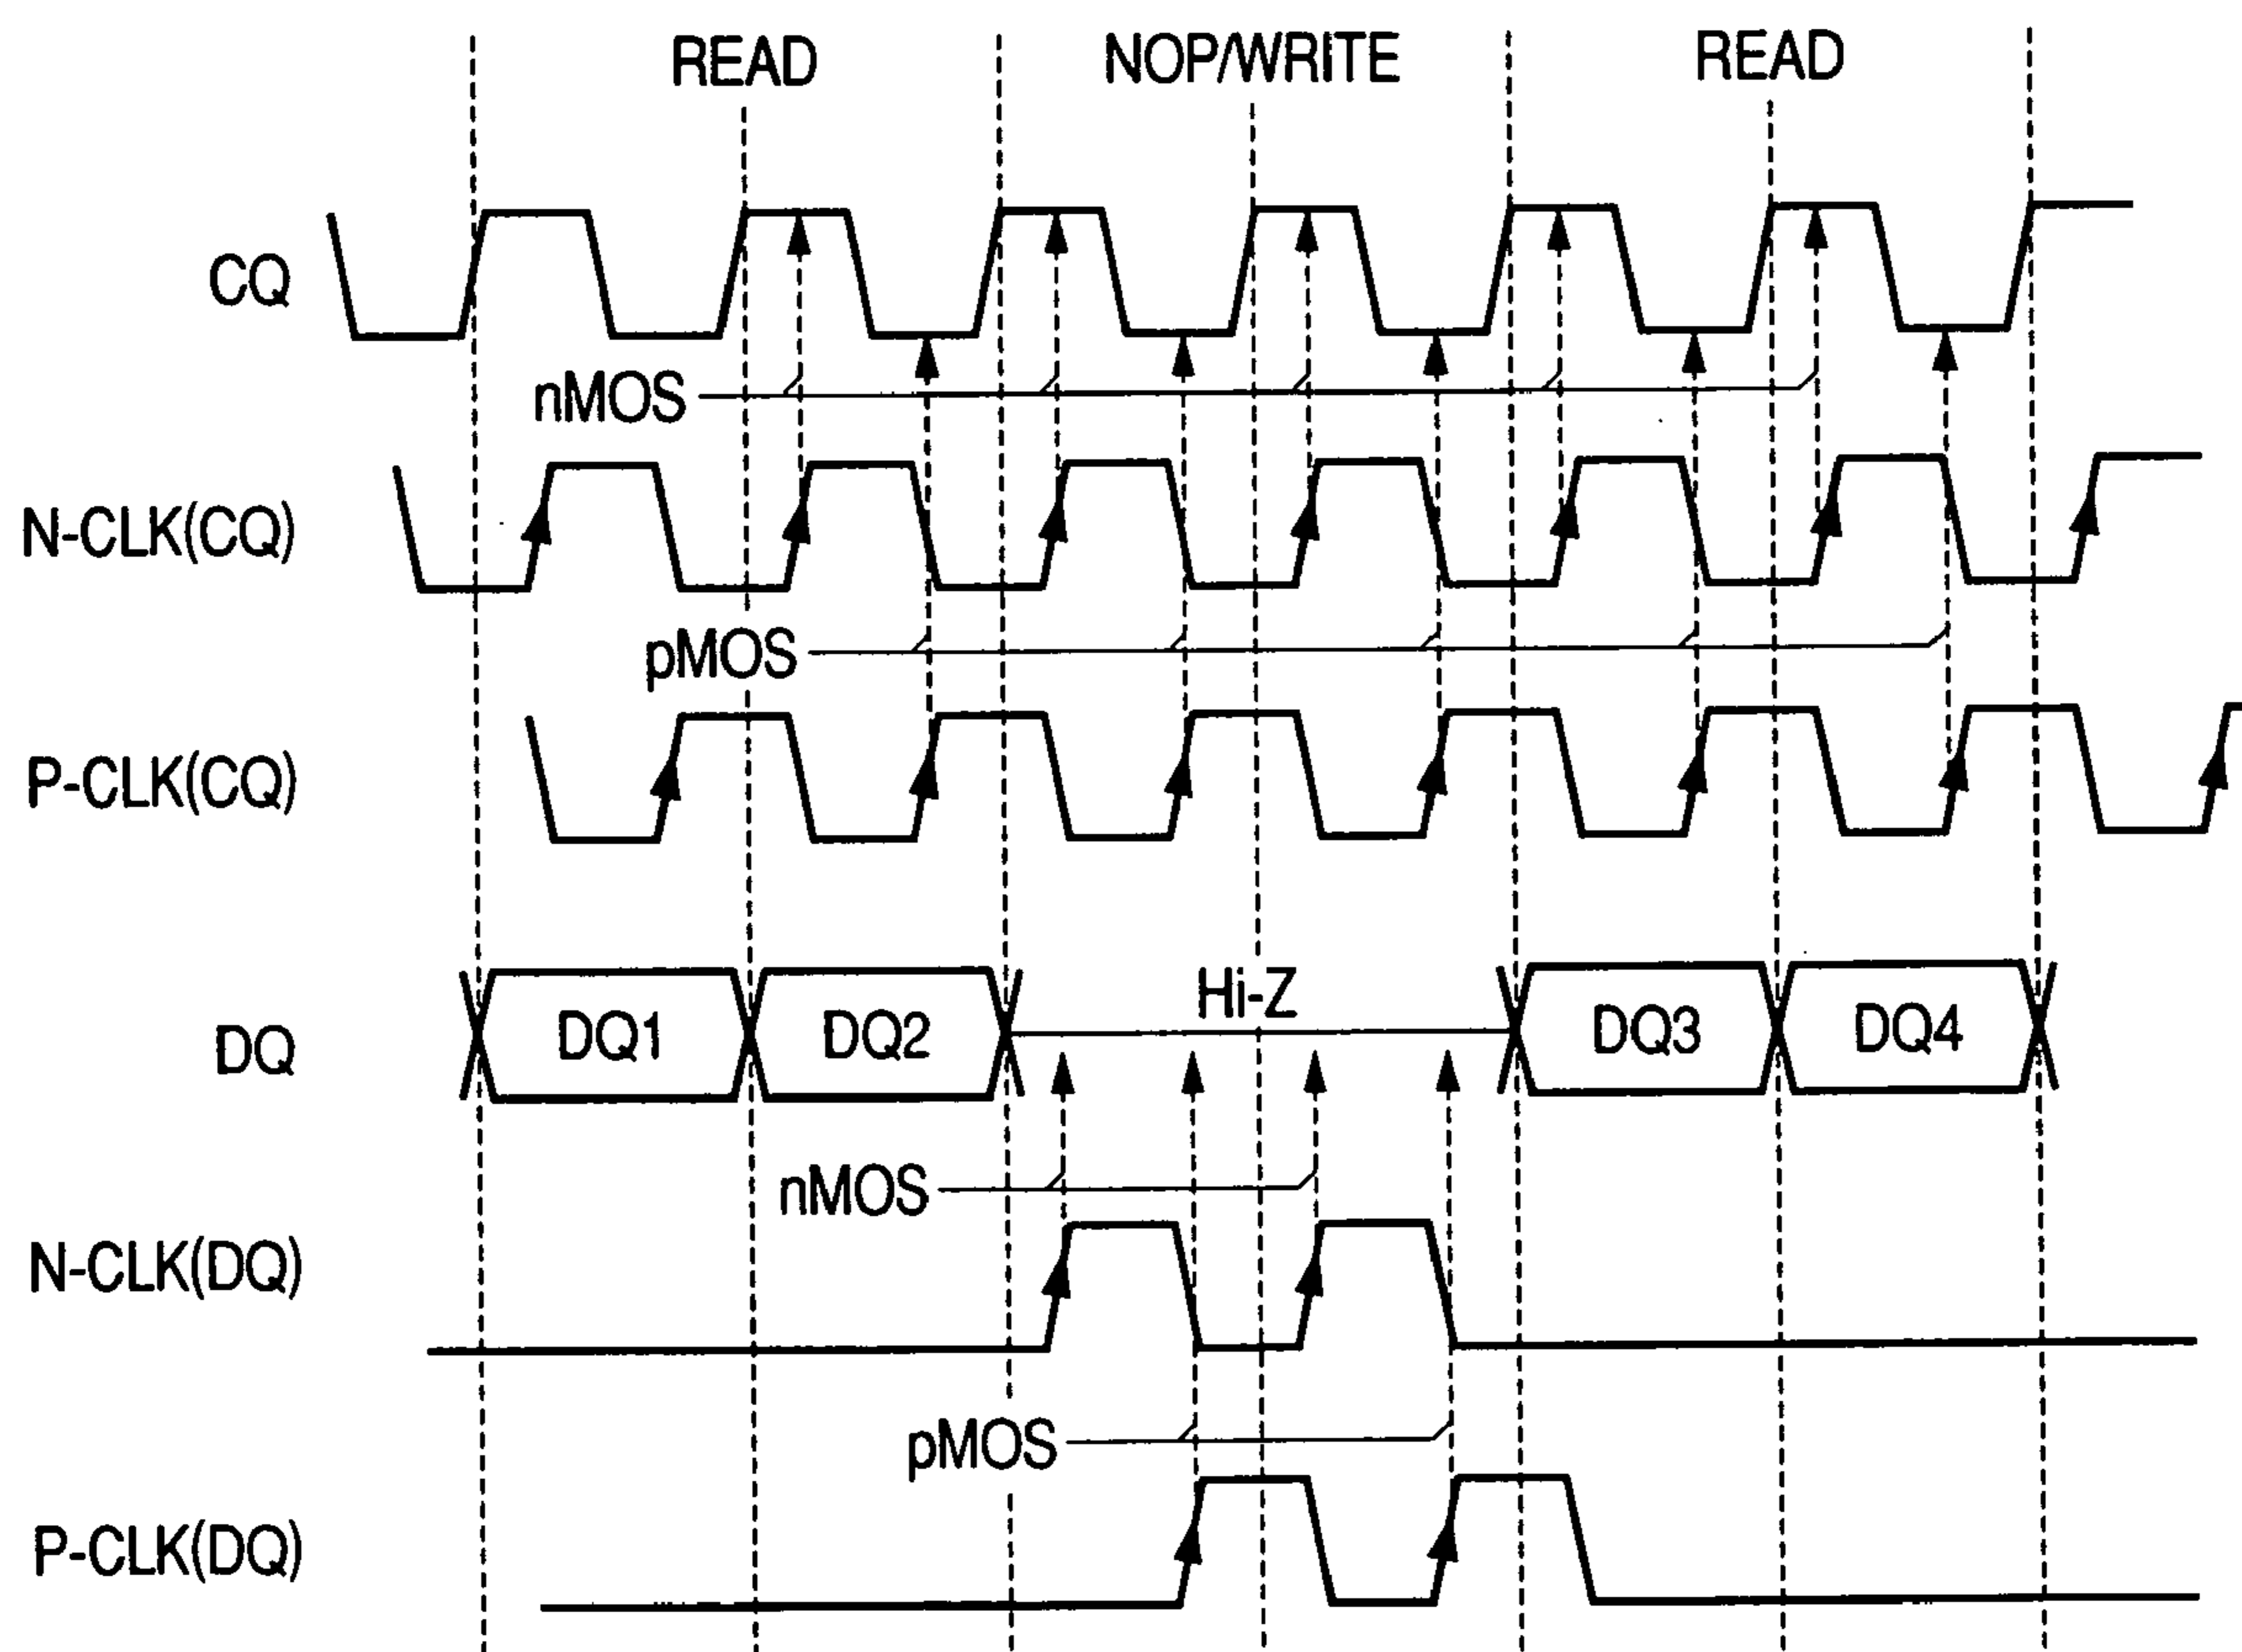 READ NOP/WRITE READ
CQ
nMOS
N-CLK(CQ)
pMOS
P-CLK(CQ)
Hi-Z
DQ DQ1 DQ2 DQ3 DQ4
nMOS
N-CLK(DQ)
pMOS
P-CLK(DQ)